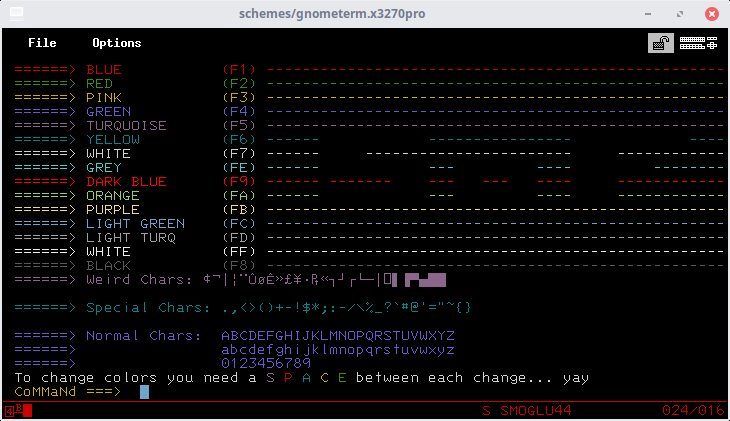 schemes/gnometerm.x3270pro
File Options
======> BLUE (F1) ---------------------------------------------------
======> RED (F2) ---------------------------------------------------
======> PINK (F3) ---------------------------------------------------
======> GREEN (F4) ---------------------------------------------------
======> TURQUOISE (F5) ---------------------------------------------------
======> YELLOW (F6) ---------------------------------------------------
======> WHITE (F7) ------ --- --------
======> GREY (FE) ------ --- --------
======> DARK BLUE (F9) ------ --- --------
======> ORANGE (FA) ---------------------------------------------------
======> PURPLE (FB) ---------------------------------------------------
======> LIGHT GREEN (FC) ---------------------------------------------------
======> LIGHT TURQ (FD) ---------------------------------------------------
======> WHITE (FF) ---------------------------------------------------
======> BLACK (F8) ---------------------------------------------------
======> Weird Chars:
======> Special Chars: .,<>()+-!$*;:-/\%_?`#@'="~{}
======> Normal Chars: ABCDEFGHIJKLMNOPQRSTUVWXYZ
======> abcdefghijklmnopqrstuvwxyz
======> 0123456789
To change colors you need a S P A C E between each change... yay
CoMMaNd ===>
S SMOGLU44 024/016